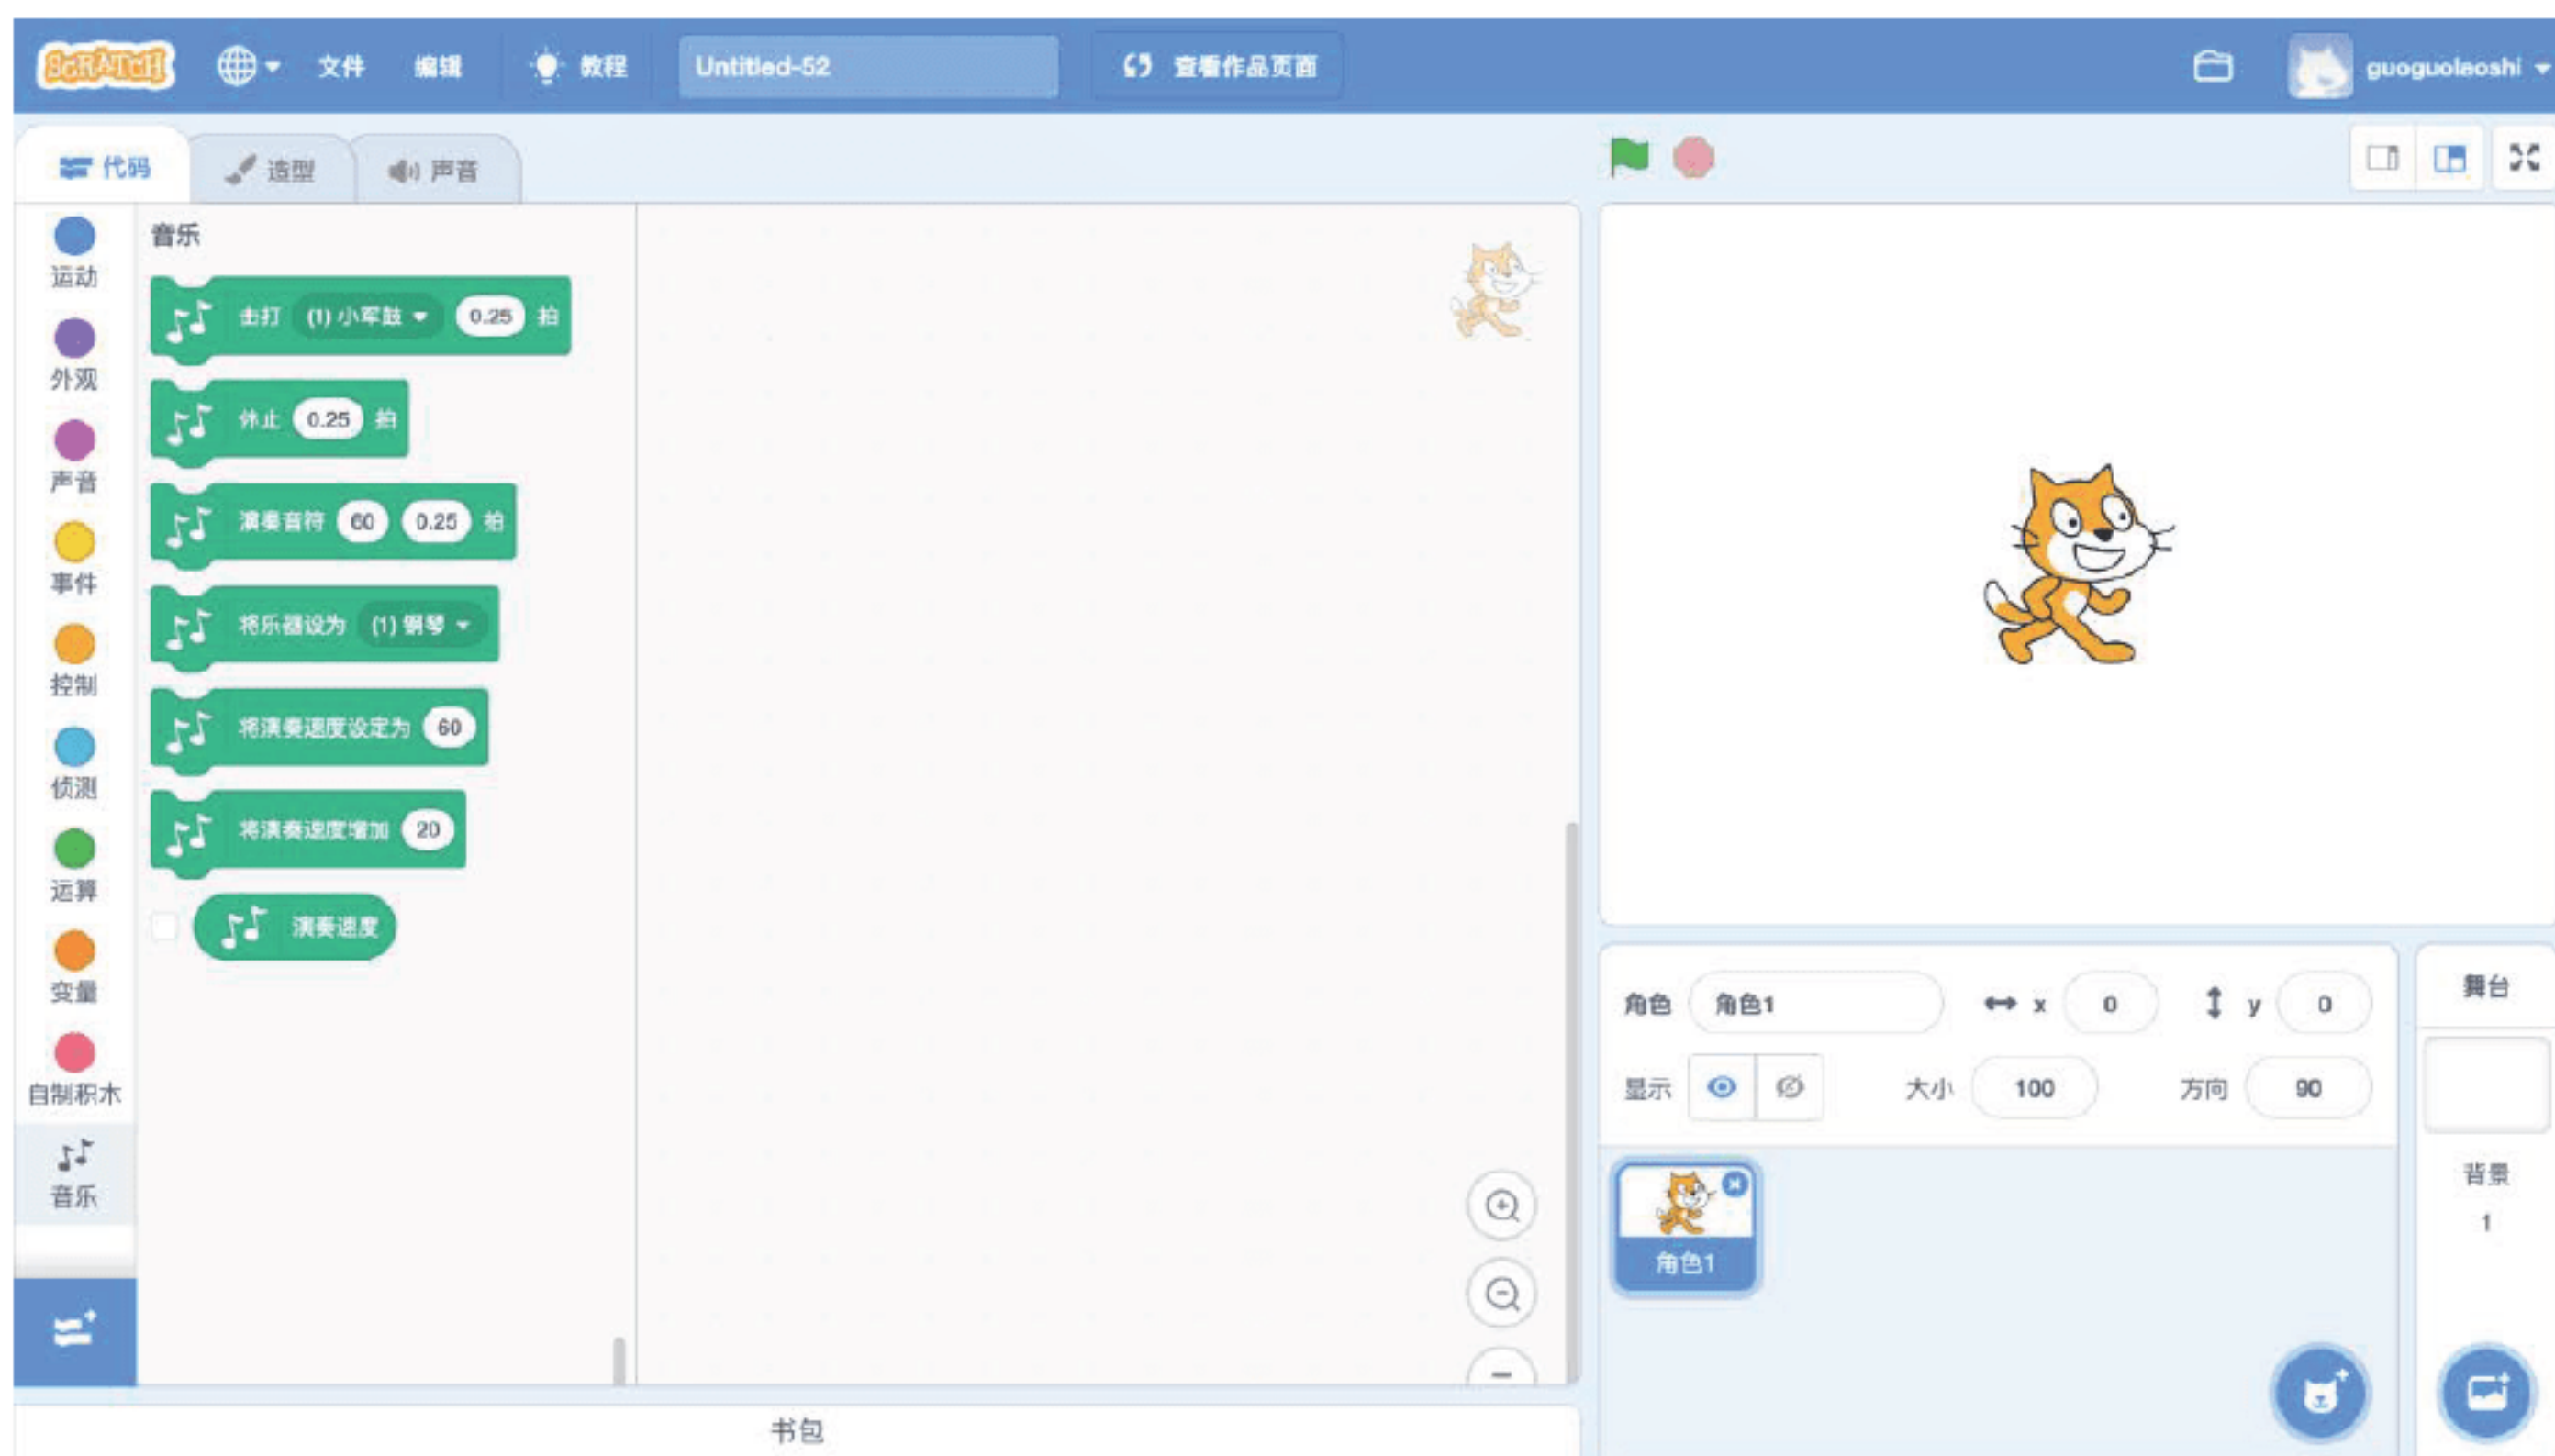 SCRATCH 文件 编辑 教程 Untitled-52 查看作品页面 guoguolaoshi
代码 造型 声音
运动
外观
声音
事件
控制
侦测
运算
变量
自制积木
音乐
音乐
击打 (1) 小军鼓 0.25 拍
休止 0.25 拍
演奏音符 60 0.25 拍
将乐器设为 (1) 钢琴
将演奏速度设定为 60
将演奏速度增加 20
演奏速度
书包
角色 角色1 x 0 y 0
显示 大小 100 方向 90
角色1
舞台
背景
1